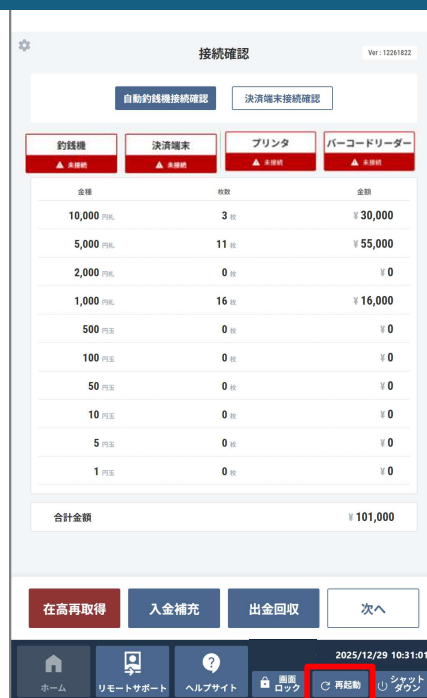 接続確認
Ver : 12261822
自動釣銭機接続確認 決済端末接続確認
釣銭機 決済端末 プリンタ バーコードリーダー
未接続 未接続 未接続 未接続
金種 枚数 金額
10,000 円札 3 枚 ¥ 30,000
5,000 円札 11 枚 ¥ 55,000
2,000 円札 0 枚 ¥ 0
1,000 円札 16 枚 ¥ 16,000
500 円玉 0 枚 ¥ 0
100 円玉 0 枚 ¥ 0
50 円玉 0 枚 ¥ 0
10 円玉 0 枚 ¥ 0
5 円玉 0 枚 ¥ 0
1 円玉 0 枚 ¥ 0
合計金額 ¥ 101,000
在高再取得 入金補充 出金回収 次へ
2025/12/29 10:31:01
ホーム リモートサポート ヘルプサイト 画面ロック 再起動 シャットダウン